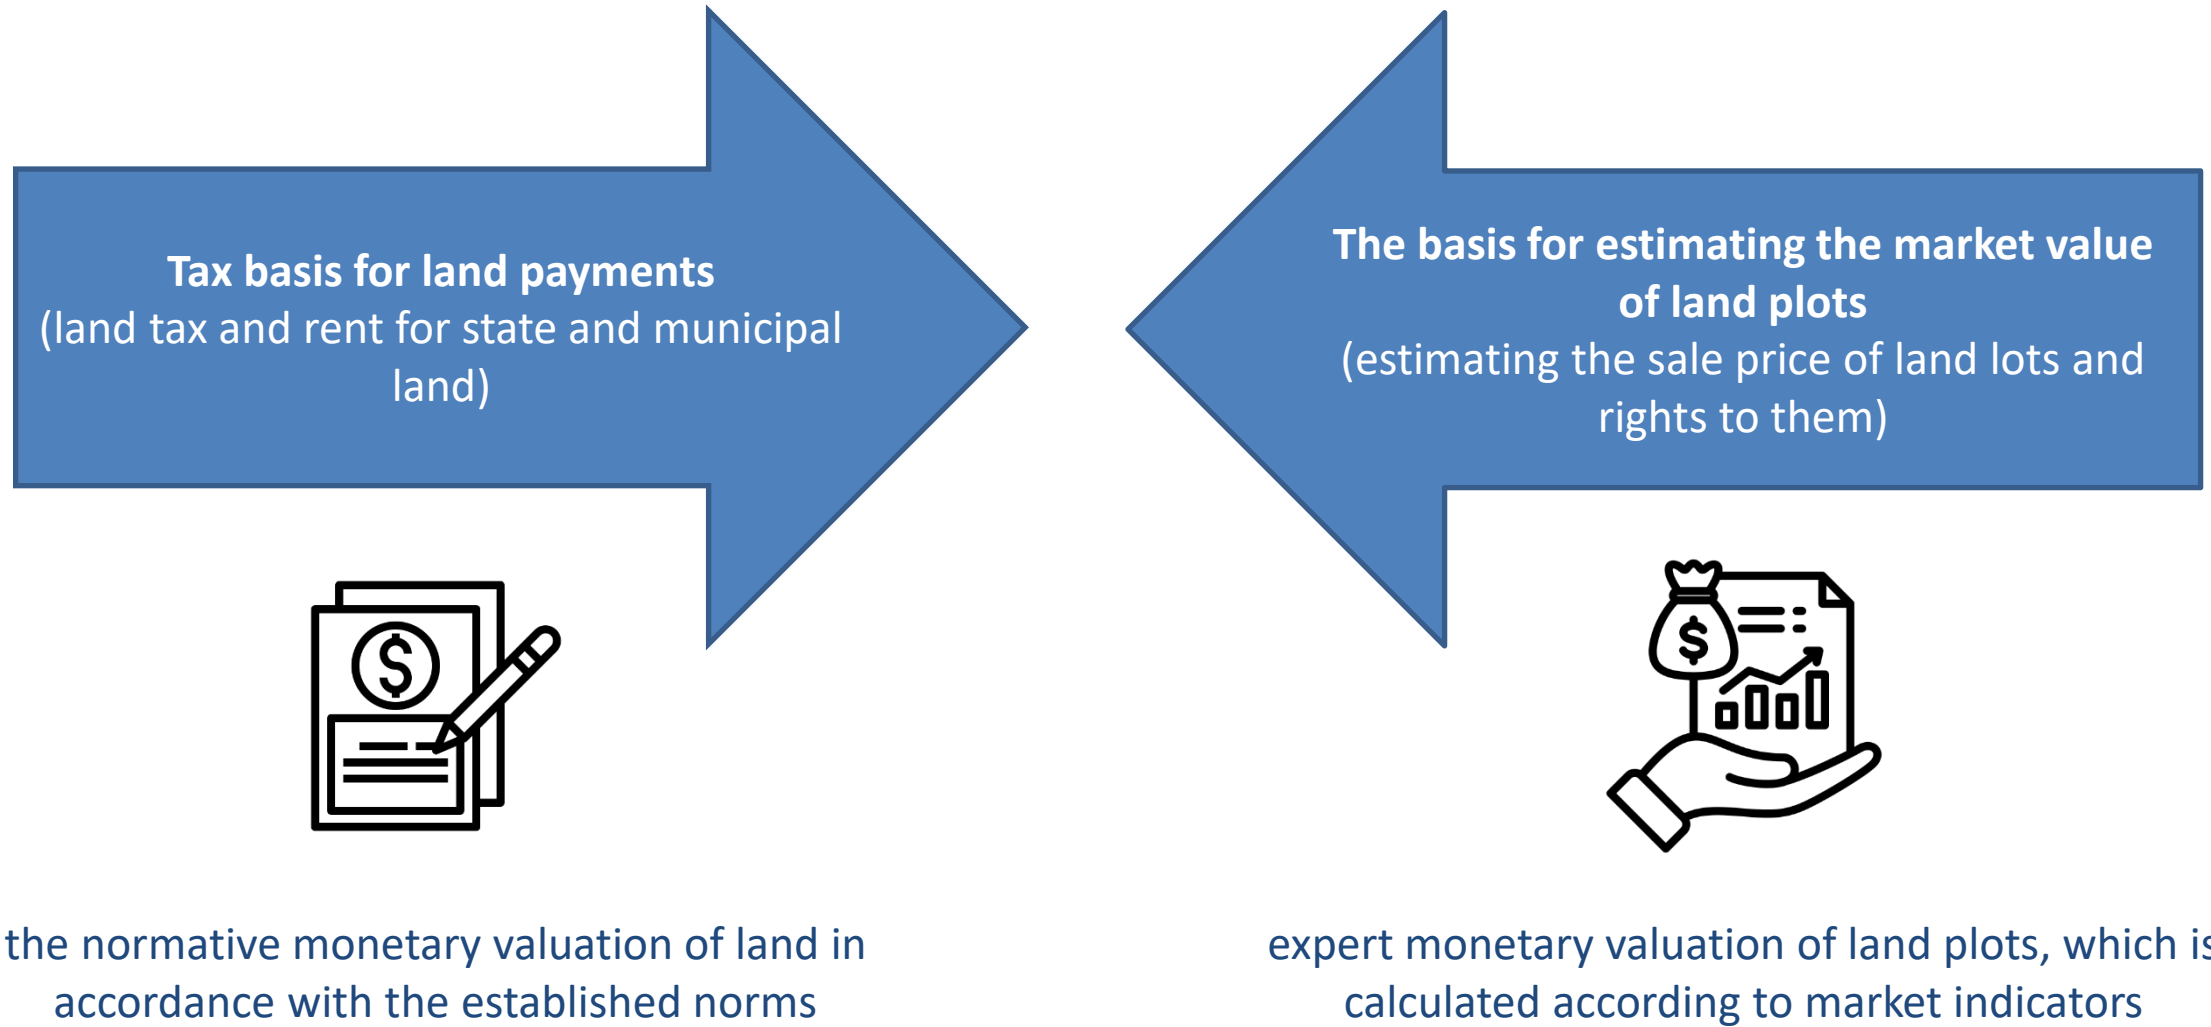 Tax basis for land payments
(land tax and rent for state and municipal
land)
The basis for estimating the market value
of land plots
(estimating the sale price of land lots and
rights to them)
$
$
the normative monetary valuation of land in
accordance with the established norms
expert monetary valuation of land plots, which is
calculated according to market indicators